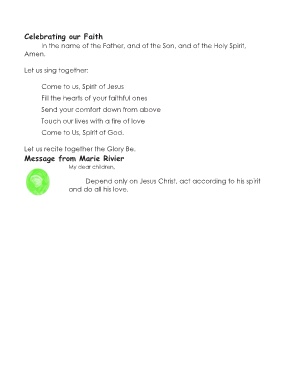 Celebrating our Faith
In the name of the Father, and of the Son, and of the Holy Spirit,
Amen.
Let us sing together:
Come to us, Spirit of Jesus
Fill the hearts of your faithful ones
Send your comfort down from above
Touch our lives with a fire of love
Come to Us, Spirit of God.
Let us recite together the Glory Be.
Message from Marie Rivier
My dear children,
Depend only on Jesus Christ, act according to his spirit
and do all his love.